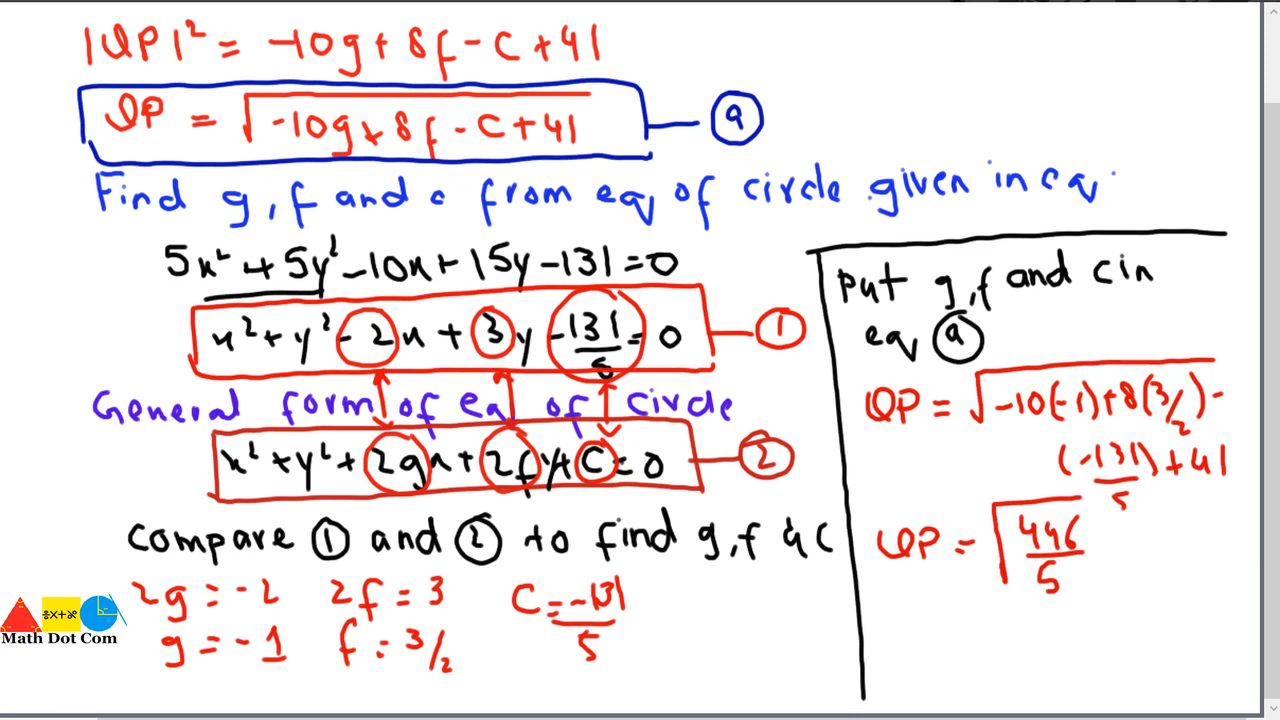 |QP|² = -10g + 8f - c + 41
QP = √(-10g + 8f - c + 41) — (a)
Find g, f and c from eq of circle given in eq.
5x² + 5y² - 10x + 15y - 131 = 0
x² + y² - 2x + 3y - 131/5 = 0 — (1)
General form of eq of circle
x² + y² + 2gx + 2fy + c = 0 — (2)
compare (1) and (2) to find g, f & c
2g = -2 2f = 3 C = -131/5
g = -1 f = 3/2
put g, f and c in
eq (a)
QP = √(-10(-1) + 8(3/2) -
(-131/5) + 41
QP = √(446/5)
÷x+≠
Math Dot Com